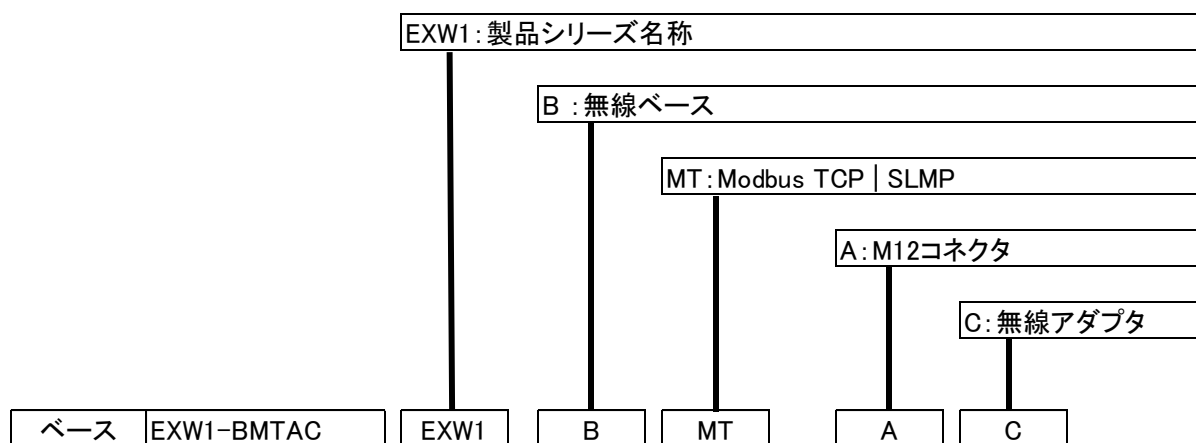 EXW1:製品シリーズ名称
B :無線ベース
MT:Modbus TCP | SLMP
A:M12コネクタ
C:無線アダプタ
ベース EXW1-BMTAC EXW1 B MT A C